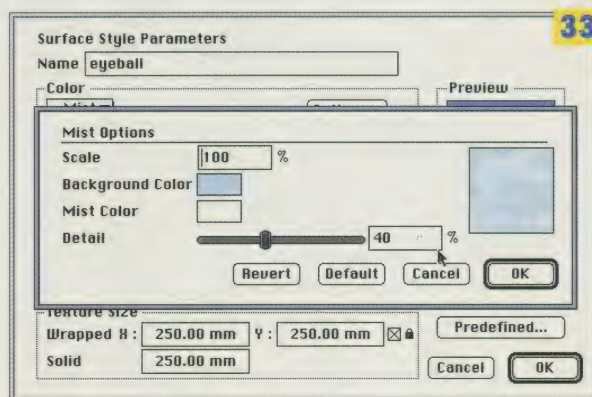 33
Surface Style Parameters
Name eyeball
Color
Preview
Mist
Mist Options
Scale 100 %
Background Color
Mist Color
Detail 40 %
Revert Default Cancel OK
Texture Size
Wrapped X : 250.00 mm Y : 250.00 mm
Predefined...
Solid 250.00 mm
Cancel OK